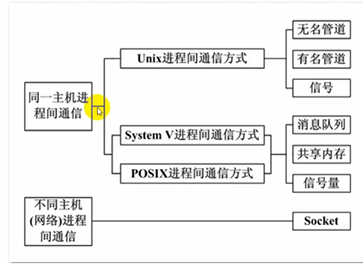 无名管道
Unix进程间通信方式
有名管道
信号
同一主机进
程间通信
System V进程间通信方式
消息队列
共享内存
POSIX进程间通信方式
信号量
不同主机
(网络)进程
间通信
Socket